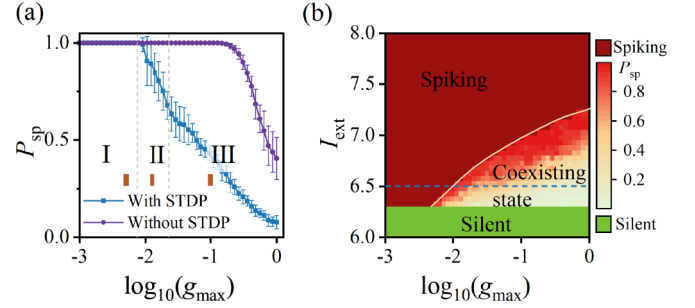 (a)
P_sp
1.0
0.5
0.0
I
II
III
With STDP
Without STDP
-3
-2
-1
0
log₁₀(g_max)
(b)
I_ext
8.0
7.5
7.0
6.5
6.0
Spiking
Coexisting
state
Silent
-3
-2
-1
0
log₁₀(g_max)
Spiking
P_sp
0.8
0.6
0.4
0.2
Silent